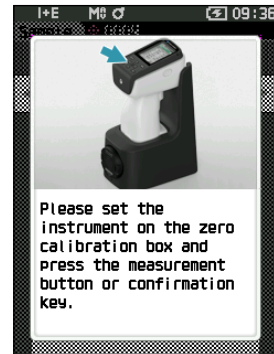 I+E M 09:36
Please set the
instrument on the zero
calibration box and
press the measurement
button or confirmation
key.